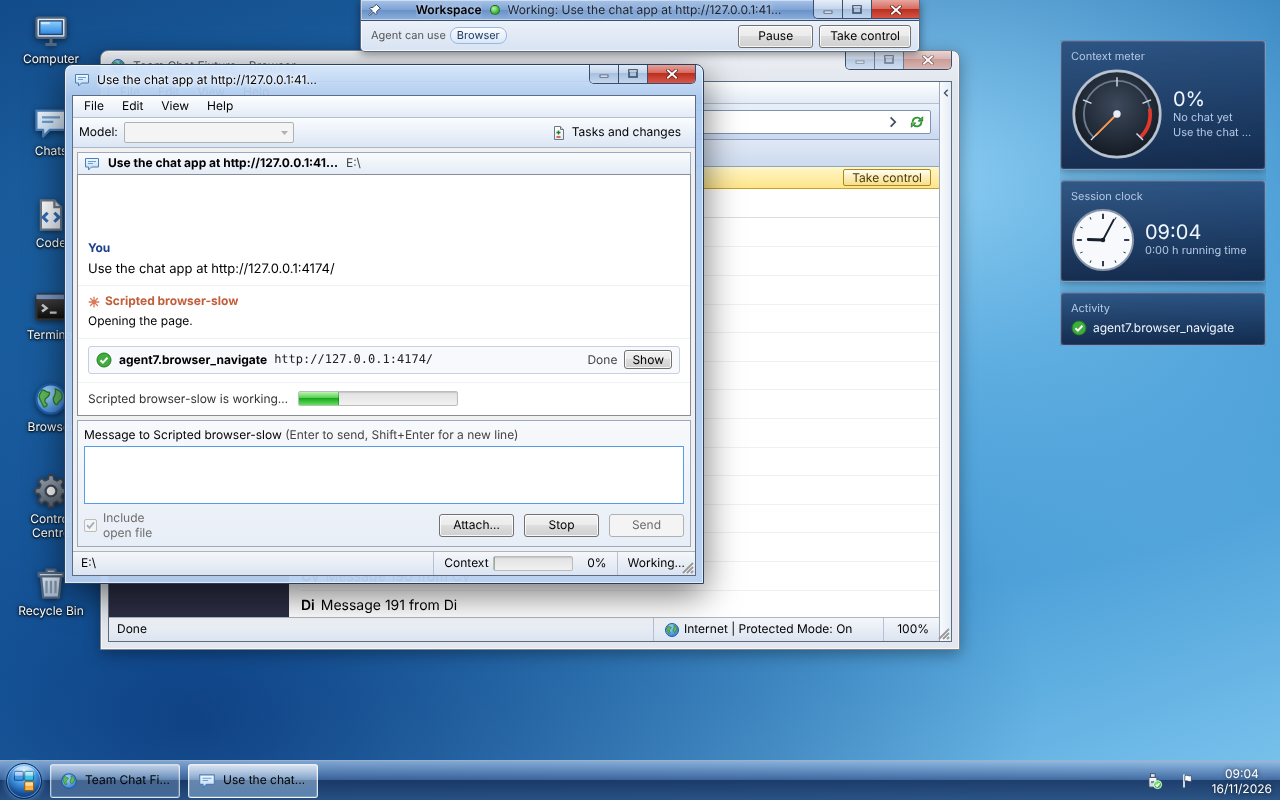 Workspace Working: Use the chat app at http://127.0.0.1:41...
Agent can use Browser Pause Take control
Computer
Chats
Code
Browser
Recycle Bin
Use the chat app at http://127.0.0.1:41...
File Edit View Help
Model: Tasks and changes
Use the chat app at http://127.0.0.1:41... E:\
You
Use the chat app at http://127.0.0.1:4174/
Scripted browser-slow
Opening the page.
agent7.browser_navigate http://127.0.0.1:4174/ Done Show
Scripted browser-slow is working...
Message to Scripted browser-slow (Enter to send, Shift+Enter for a new line)
Include
open file
Attach... Stop Send
E:\ Context 0% Working...
Take control
Di Message 191 from Di
Done Internet | Protected Mode: On 100%
Context meter
0%
No chat yet
Use the chat ...
Session clock
09:04
0:00 h running time
Activity
agent7.browser_navigate
Team Chat Fi... Use the chat...
09:04
16/11/2026